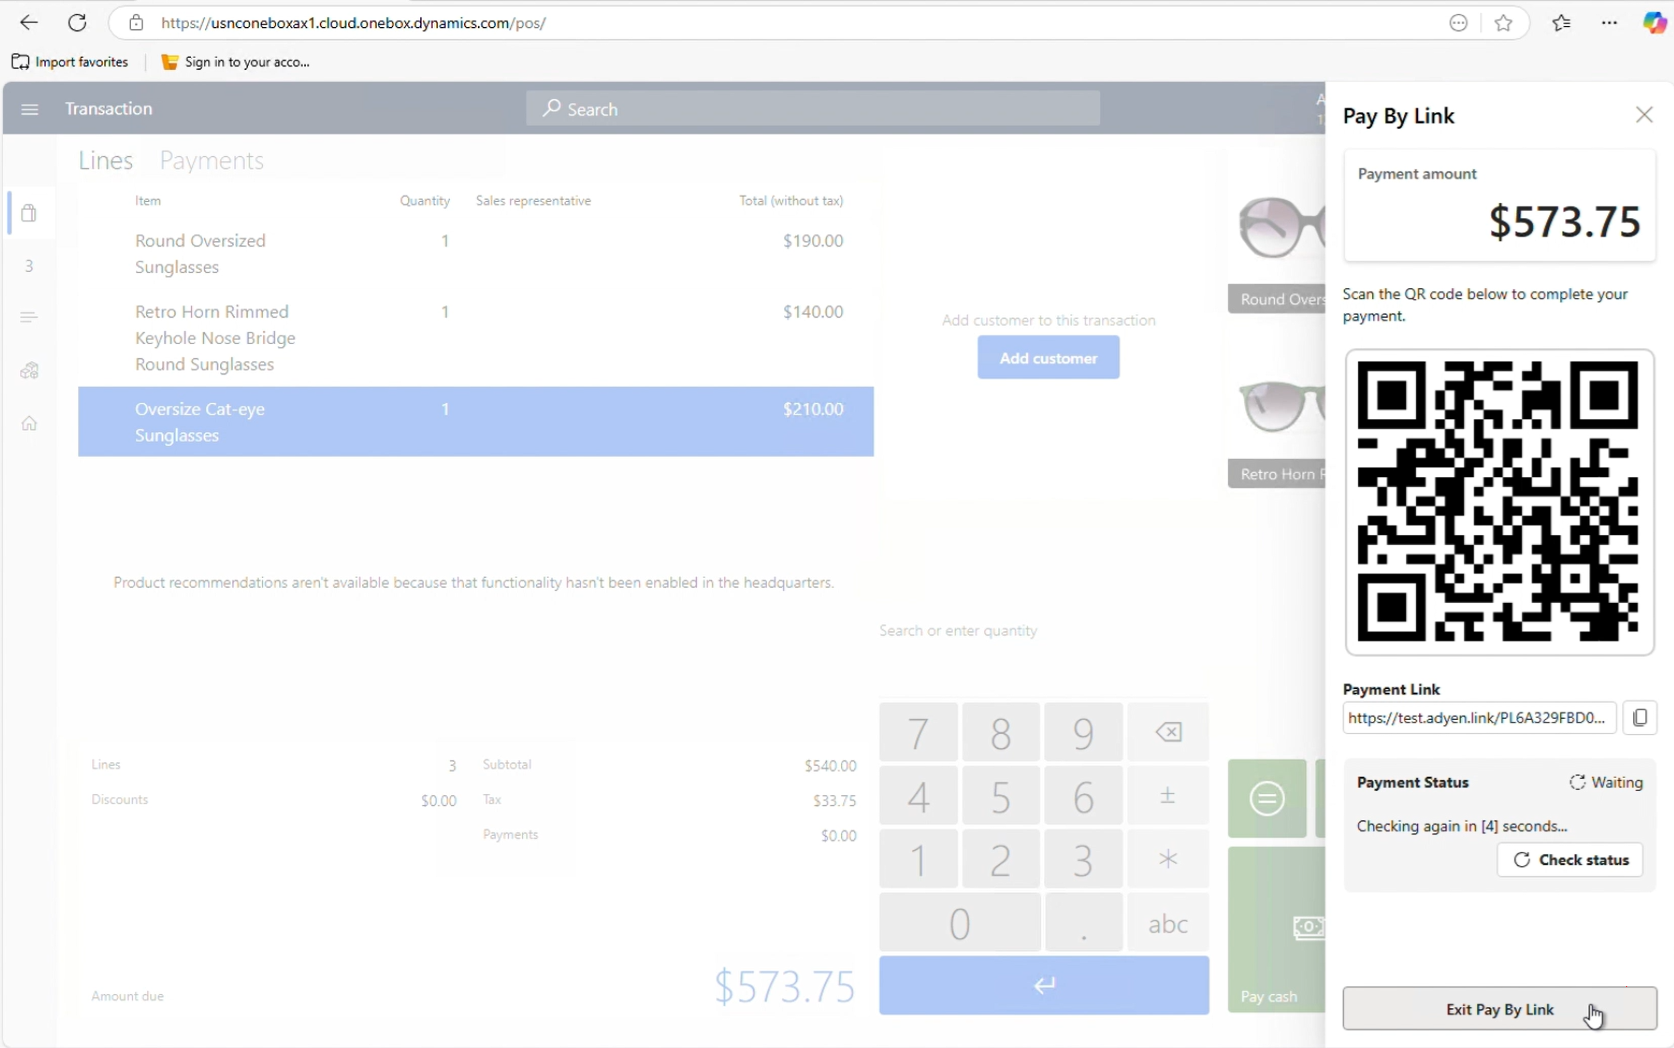 https://usnconeboxax1.cloud.onebox.dynamics.com/pos/
Import favorites
Sign in to your acco...
Transaction
Search
Lines Payments
Item Quantity Sales representative Total (without tax)
Round Oversized 1 $190.00
Sunglasses
Retro Horn Rimmed 1 $140.00
Keyhole Nose Bridge
Round Sunglasses
Oversize Cat-eye 1 $210.00
Sunglasses
3
Product recommendations aren't available because that functionality hasn't been enabled in the headquarters.
Lines 3 Subtotal $540.00
Discounts $0.00 Tax $33.75
Payments $0.00
Amount due $573.75
Add customer to this transaction
Add customer
Search or enter quantity
7 8 9
4 5 6 ±
1 2 3 *
0 . abc
Round Overs
Retro Horn R
Pay cash
Pay By Link
Payment amount
$573.75
Scan the QR code below to complete your
payment.
Payment Link
https://test.adyen.link/PL6A329FBD0...
Payment Status Waiting
Checking again in [4] seconds...
Check status
Exit Pay By Link